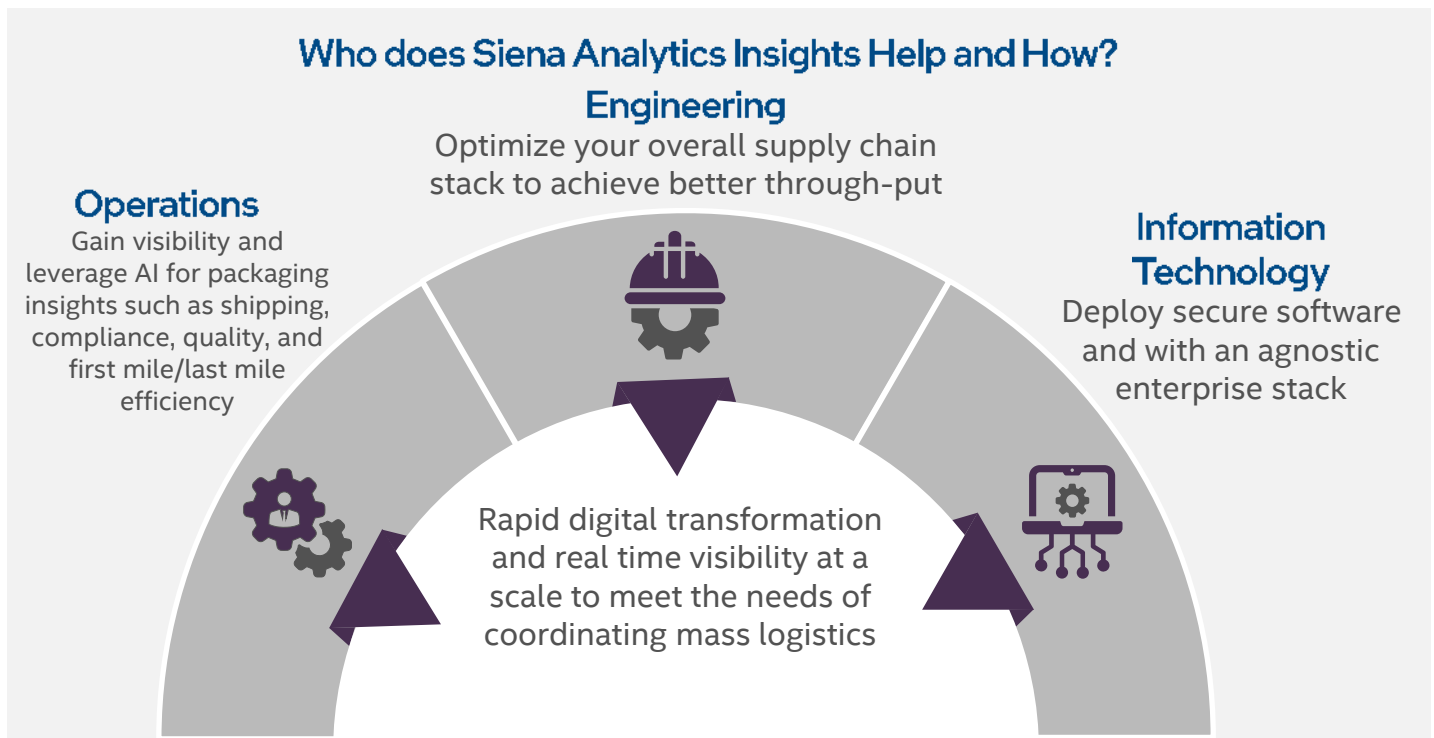 Who does Siena Analytics Insights Help and How?
Engineering
Optimize your overall supply chain
stack to achieve better through-put
Operations
Gain visibility and
leverage AI for packaging
insights such as shipping,
compliance, quality, and
first mile/last mile
efficiency
Information
Technology
Deploy secure software
and with an agnostic
enterprise stack
Rapid digital transformation
and real time visibility at a
scale to meet the needs of
coordinating mass logistics